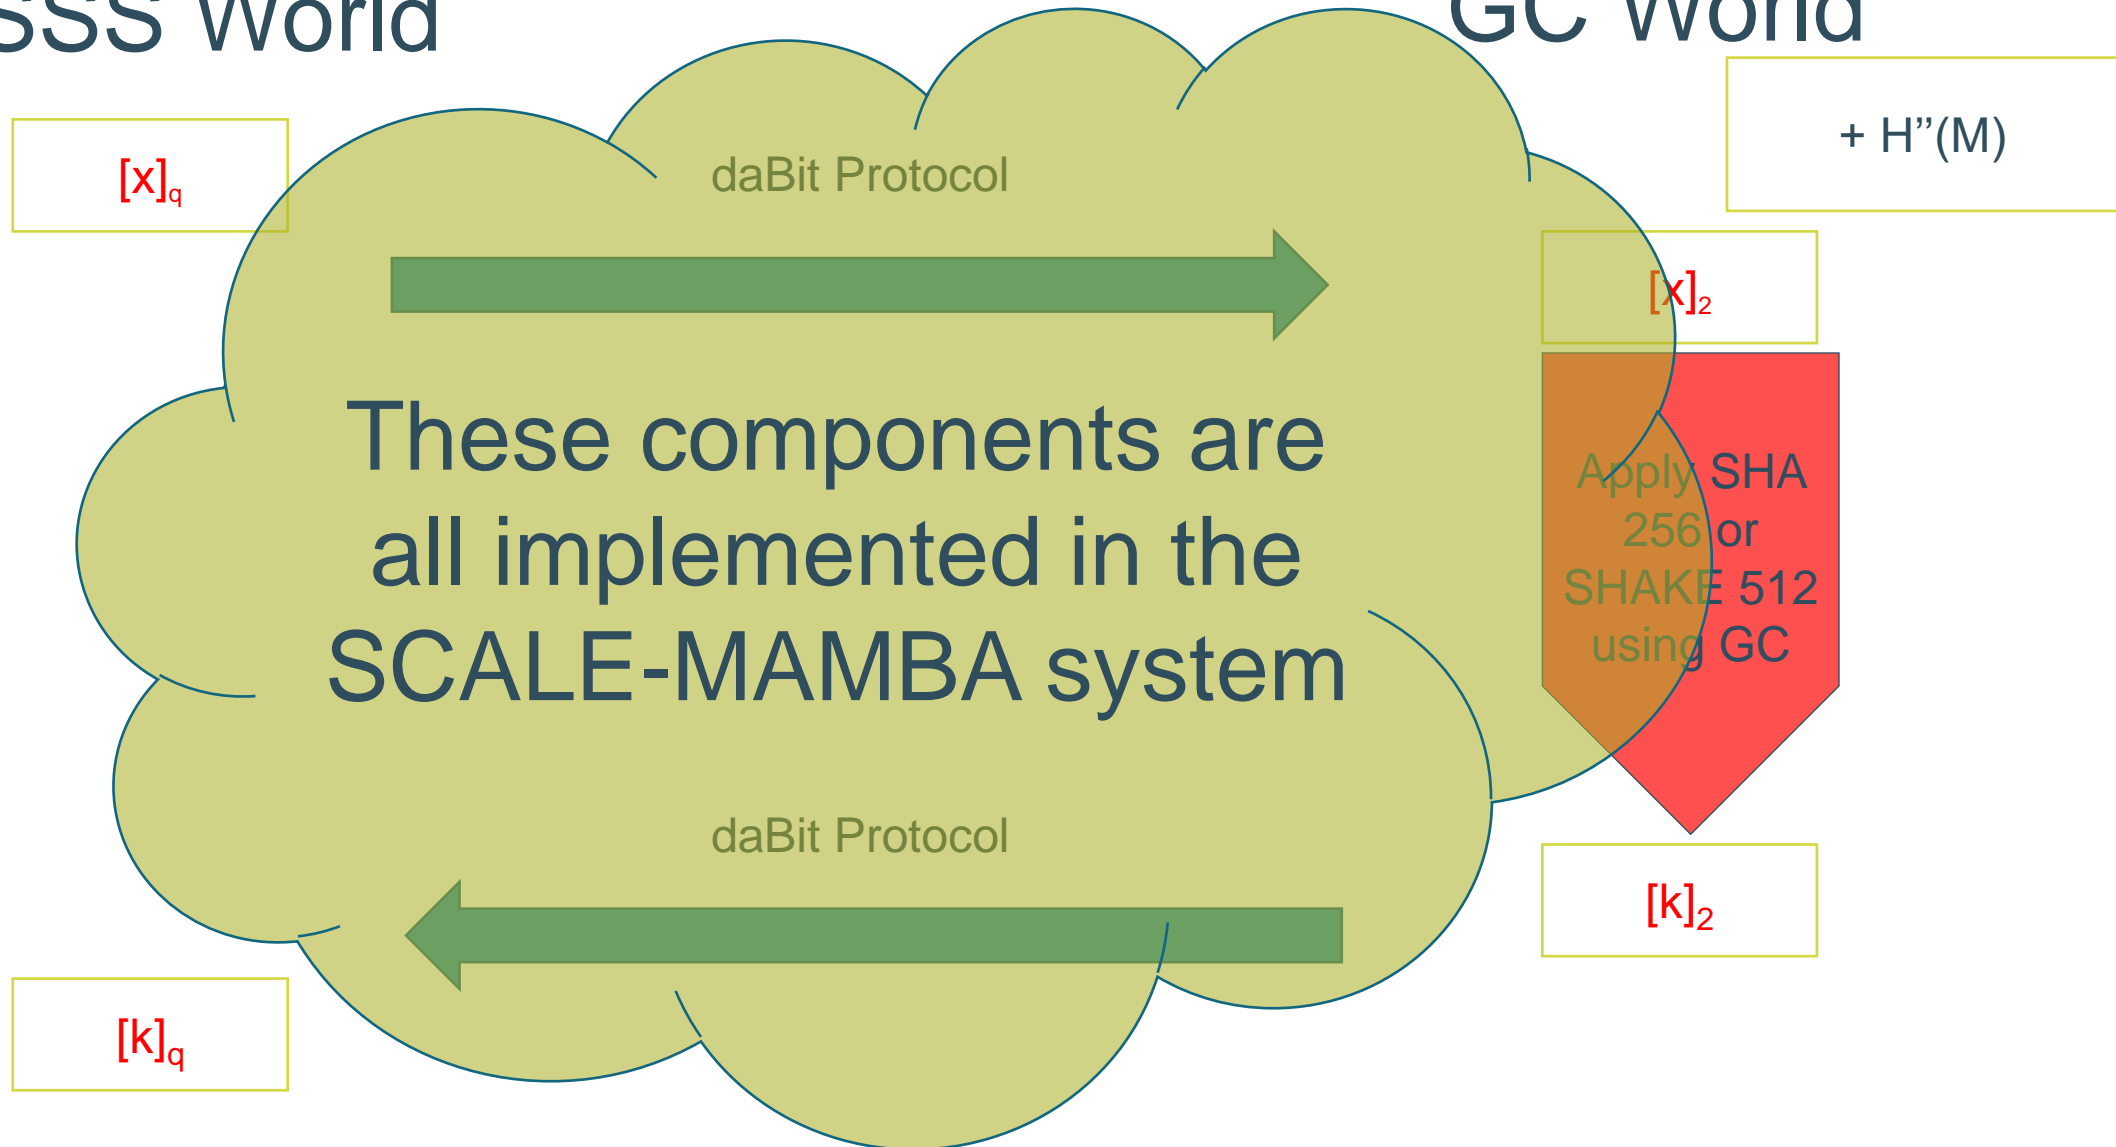 SSS World
GC World
+ H’’(M)
[x]q
daBit Protocol
[x]2
These components are
all implemented in the
SCALE-MAMBA system
Apply SHA
256 or
SHAKE 512
using GC
daBit Protocol
[k]2
[k]q